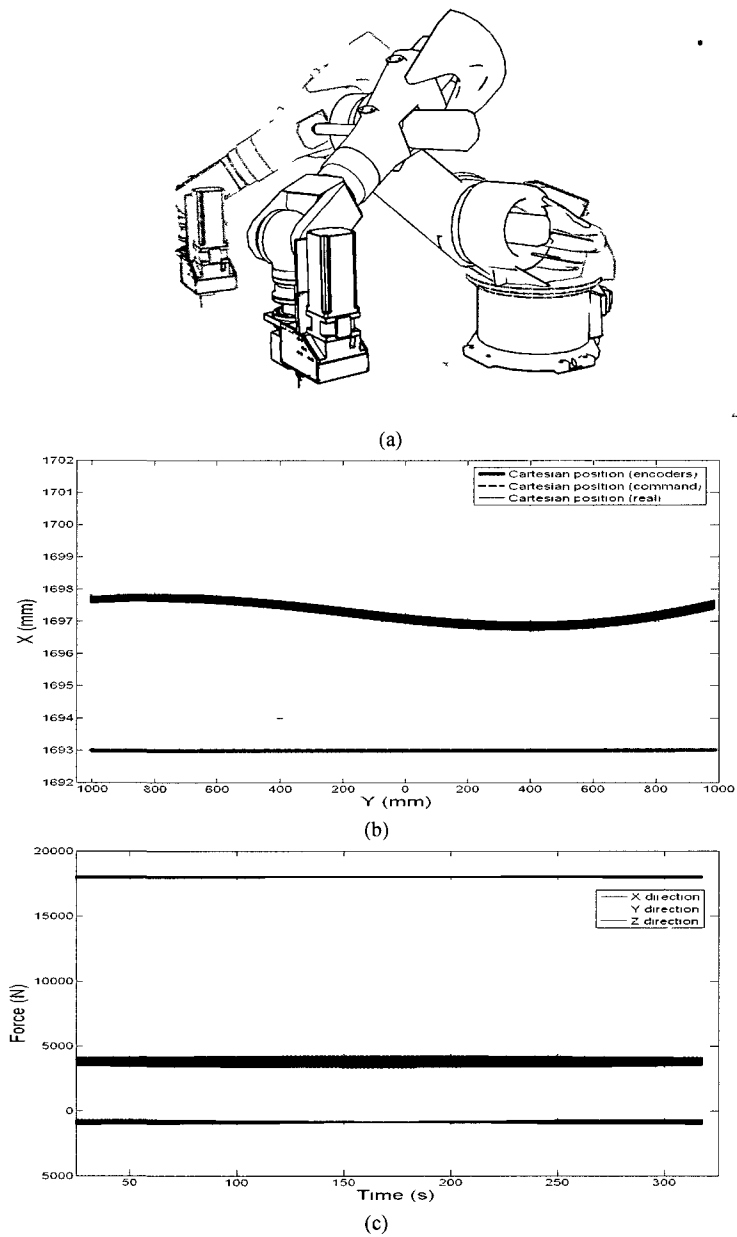 (a)
1702
1701
1700
1699
1698
1697
1696
1695
1694
1693
1692
X (mm)
Cartesian position (encoders)
Cartesian position (command)
Cartesian position (real)
1000 800 600 400 200 0 200 400 600 800 1000
Y (mm)
(b)
20000
15000
10000
5000
0
5000
Force (N)
X direction
Y direction
Z direction
50 100 150 200 250 300
Time (s)
(c)